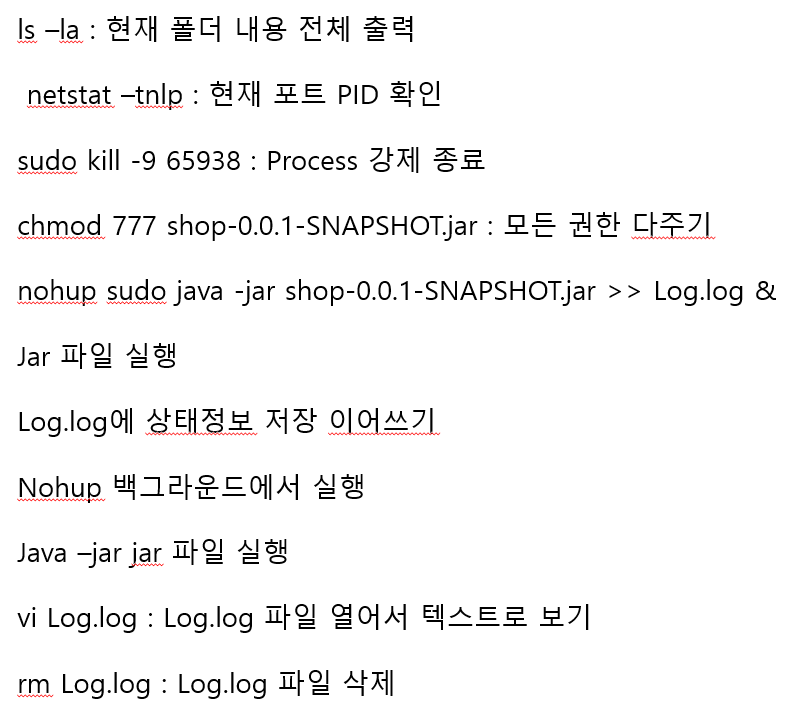 ls –la : 현재 폴더 내용 전체 출력
netstat –tnlp : 현재 포트 PID 확인
sudo kill -9 65938 : Process 강제 종료
chmod 777 shop-0.0.1-SNAPSHOT.jar : 모든 권한 다주기
nohup sudo java -jar shop-0.0.1-SNAPSHOT.jar >> Log.log &
Jar 파일 실행
Log.log에 상태정보 저장 이어쓰기
Nohup 백그라운드에서 실행
Java –jar jar 파일 실행
vi Log.log : Log.log 파일 열어서 텍스트로 보기
rm Log.log : Log.log 파일 삭제